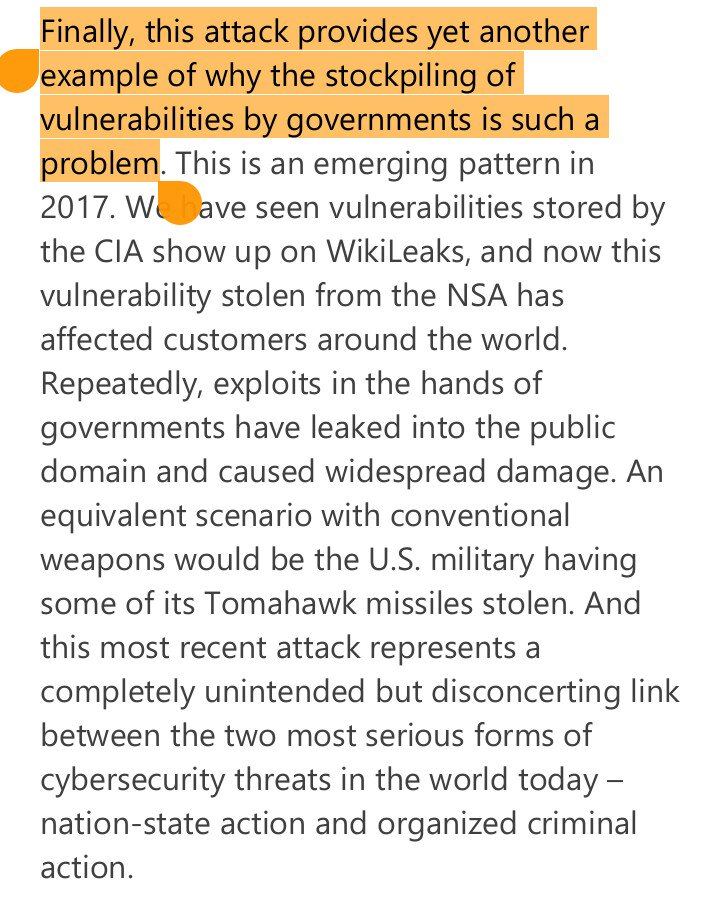 Finally, this attack provides yet another
example of why the stockpiling of
vulnerabilities by governments is such a
problem. This is an emerging pattern in
2017. We have seen vulnerabilities stored by
the CIA show up on WikiLeaks, and now this
vulnerability stolen from the NSA has
affected customers around the world.
Repeatedly, exploits in the hands of
governments have leaked into the public
domain and caused widespread damage. An
equivalent scenario with conventional
weapons would be the U.S. military having
some of its Tomahawk missiles stolen. And
this most recent attack represents a
completely unintended but disconcerting link
between the two most serious forms of
cybersecurity threats in the world today –
nation-state action and organized criminal
action.